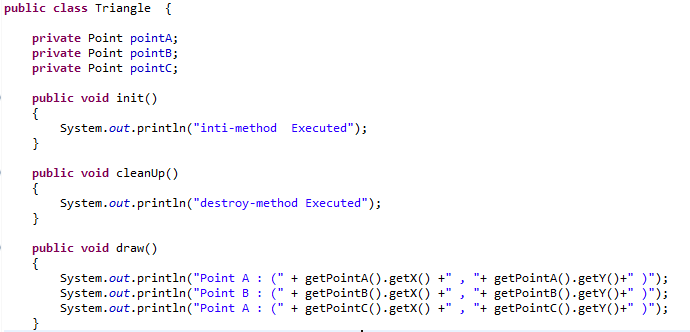 public class Triangle  {
private Point pointA;
private Point pointB;
private Point pointC;
public void init()
{
System.out.println("inti-method  Executed");
}
public void cleanUp()
{
System.out.println("destroy-method Executed");
}
public void draw()
{
System.out.println("Point A : (" + getPointA().getX() +" , "+ getPointA().getY()+" )");
System.out.println("Point B : (" + getPointB().getX() +" , "+ getPointB().getY()+" )");
System.out.println("Point A : (" + getPointC().getX() +" , "+ getPointC().getY()+" )");
}